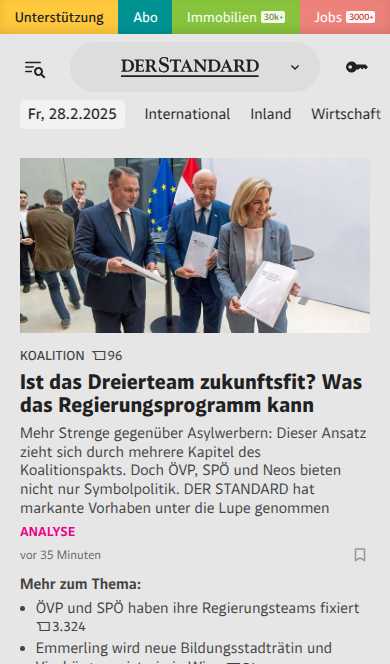 Unterstützung Abo Immobilien 30k+ Jobs 3000+
DERSTANDARD
Fr, 28.2.2025 International Inland Wirtschaft
KOALITION 96
Ist das Dreierteam zukunftsfit? Was
das Regierungsprogramm kann
Mehr Strenge gegenüber Asylwerbern: Dieser Ansatz
zieht sich durch mehrere Kapitel des
Koalitionspakts. Doch ÖVP, SPÖ und Neos bieten
nicht nur Symbolpolitik. DER STANDARD hat
markante Vorhaben unter die Lupe genommen
ANALYSE
vor 35 Minuten
Mehr zum Thema:
• ÖVP und SPÖ haben ihre Regierungsteams fixiert
3.324
• Emmerling wird neue Bildungsstadträtin und